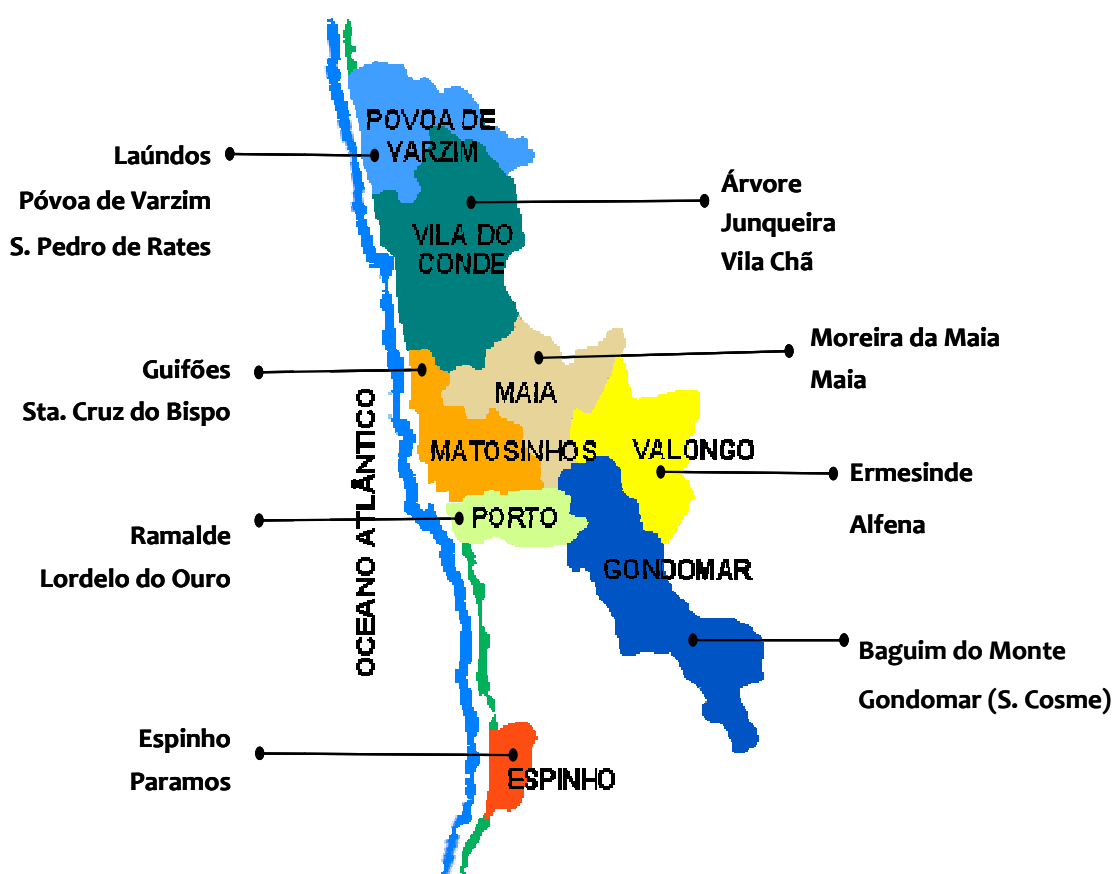 PÓVOA DE
VARZIM
Laúndos
Póvoa de Varzim
S. Pedro de Rates
Árvore
Junqueira
Vila Chã
VILA DO
CONDE
Guifões
Sta. Cruz do Bispo
Moreira da Maia
Maia
MAIA
MATOSINHOS
VALONGO
Ermesinde
Alfena
OCEANO ATLÂNTICO
Ramalde
Lordelo do Ouro
PORTO
GONDOMAR
Baguim do Monte
Gondomar (S. Cosme)
Espinho
Paramos
ESPINHO